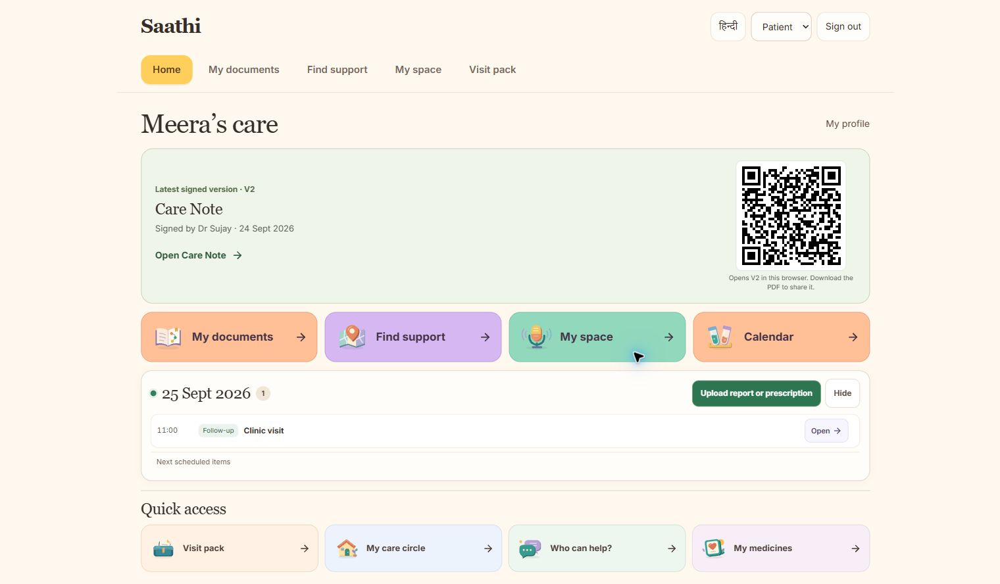 Saathi
हिन्दी
Patient
Sign out
Home
My documents
Find support
My space
Visit pack
Meera’s care
My profile
Latest signed version · V2
Care Note
Signed by Dr Sujay · 24 Sept 2026
Open Care Note →
Opens V2 in this browser. Download the
PDF to share it.
My documents →
Find support →
My space →
Calendar →
25 Sept 2026 1
Upload report or prescription
Hide
11:00 Follow-up Clinic visit
Open →
Next scheduled items
Quick access
Visit pack →
My care circle →
Who can help? →
My medicines →